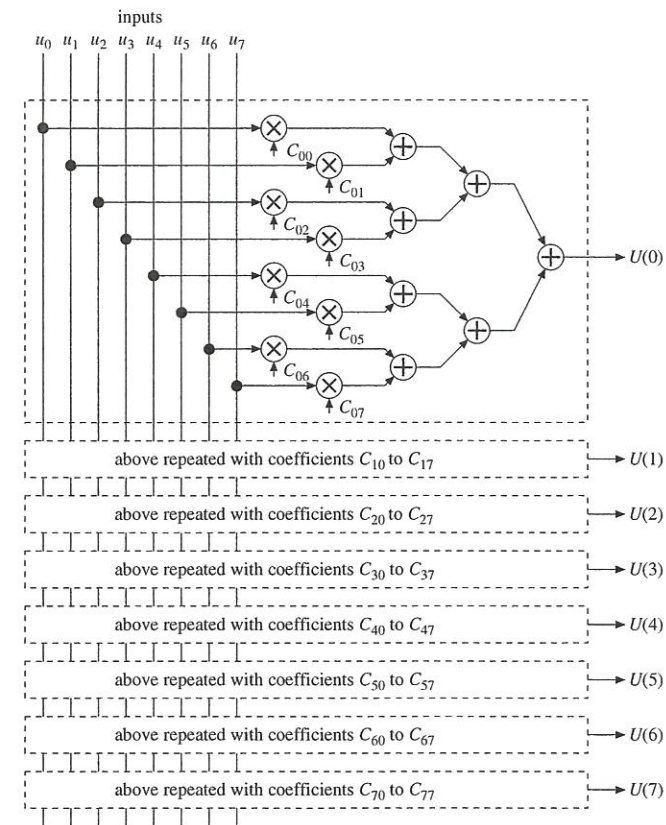 inputs
u₀ u₁ u₂ u₃ u₄ u₅ u₆ u₇
C₀₀
C₀₁
C₀₂
C₀₃
U(0)
C₀₄
C₀₅
C₀₆
C₀₇
above repeated with coefficients C₁₀ to C₁₇ U(1)
above repeated with coefficients C₂₀ to C₂₇ U(2)
above repeated with coefficients C₃₀ to C₃₇ U(3)
above repeated with coefficients C₄₀ to C₄₇ U(4)
above repeated with coefficients C₅₀ to C₅₇ U(5)
above repeated with coefficients C₆₀ to C₆₇ U(6)
above repeated with coefficients C₇₀ to C₇₇ U(7)